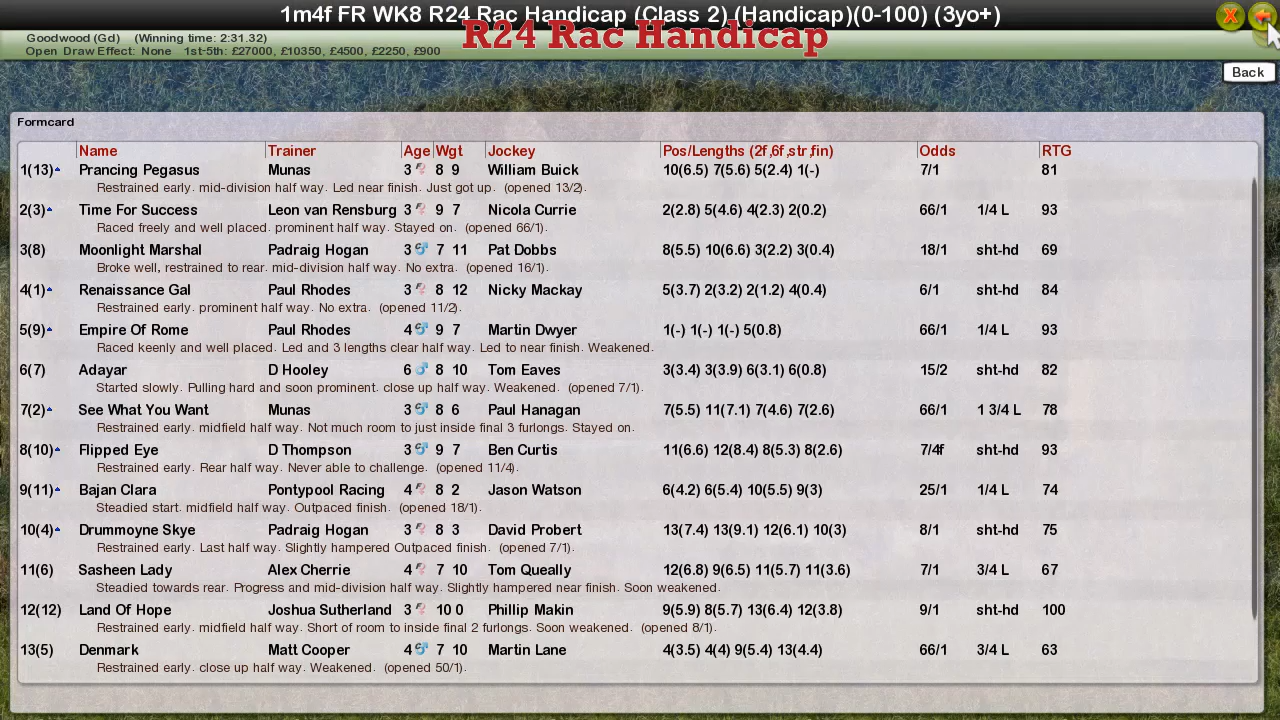 1m4f FR WK8 R24 Rac Handicap (Class 2) (Handicap)(0-100) (3yo+)
R24 Rac Handicap
Goodwood (Gd) (Winning time: 2:31.32)
Open Draw Effect: None 1st-5th: £27000, £10350, £4500, £2250, £900
X
Back
Formcard
Name Trainer Age Wgt Jockey Pos/Lengths (2f,6f,str,fin) Odds RTG
1(13) Prancing Pegasus Munas 3 8 9 William Buick 10(6.5) 7(5.6) 5(2.4) 1(-) 7/1 81
Restrained early. mid-division half way. Led near finish. Just got up. (opened 13/2).
2(3) Time For Success Leon van Rensburg 3 9 7 Nicola Currie 2(2.8) 5(4.6) 4(2.3) 2(0.2) 66/1 1/4 L 93
Raced freely and well placed. prominent half way. Stayed on. (opened 66/1).
3(8) Moonlight Marshal Padraig Hogan 3 7 11 Pat Dobbs 8(5.5) 10(6.6) 3(2.2) 3(0.4) 18/1 sht-hd 69
Broke well, restrained to rear. mid-division half way. No extra. (opened 16/1).
4(1) Renaissance Gal Paul Rhodes 3 8 12 Nicky Mackay 5(3.7) 2(3.2) 2(1.2) 4(0.4) 6/1 sht-hd 84
Restrained early. prominent half way. No extra. (opened 11/2).
5(9) Empire Of Rome Paul Rhodes 4 9 7 Martin Dwyer 1(-) 1(-) 1(-) 5(0.8) 66/1 1/4 L 93
Raced keenly and well placed. Led and 3 lengths clear half way. Led to near finish. Weakened.
6(7) Adayar D Hooley 6 8 10 Tom Eaves 3(3.4) 3(3.9) 6(3.1) 6(0.8) 15/2 sht-hd 82
Started slowly. Pulling hard and soon prominent. close up half way. Weakened. (opened 7/1).
7(2) See What You Want Munas 3 8 6 Paul Hanagan 7(5.5) 11(7.1) 7(4.6) 7(2.6) 66/1 1 3/4 L 78
Restrained early. midfield half way. Not much room to just inside final 3 furlongs. Stayed on.
8(10) Flipped Eye D Thompson 3 9 7 Ben Curtis 11(6.6) 12(8.4) 8(5.3) 8(2.6) 7/4f sht-hd 93
Restrained early. Rear half way. Never able to challenge. (opened 11/4).
9(11) Bajan Clara Pontypool Racing 4 8 2 Jason Watson 6(4.2) 6(5.4) 10(5.5) 9(3) 25/1 1/4 L 74
Steadied start. midfield half way. Outpaced finish. (opened 18/1).
10(4) Drummoyne Skye Padraig Hogan 3 8 3 David Probert 13(7.4) 13(9.1) 12(6.1) 10(3) 8/1 sht-hd 75
Restrained early. Last half way. Slightly hampered Outpaced finish. (opened 7/1).
11(6) Sasheen Lady Alex Cherrie 4 7 10 Tom Queally 12(6.8) 9(6.5) 11(5.7) 11(3.6) 7/1 3/4 L 67
Steadied towards rear. Progress and mid-division half way. Slightly hampered near finish. Soon weakened.
12(12) Land Of Hope Joshua Sutherland 3 10 0 Phillip Makin 9(5.9) 8(5.7) 13(6.4) 12(3.8) 9/1 sht-hd 100
Restrained early. midfield half way. Short of room to inside final 2 furlongs. Soon weakened. (opened 8/1).
13(5) Denmark Matt Cooper 4 7 10 Martin Lane 4(3.5) 4(4) 9(5.4) 13(4.4) 66/1 3/4 L 63
Restrained early. close up half way. Weakened. (opened 50/1).